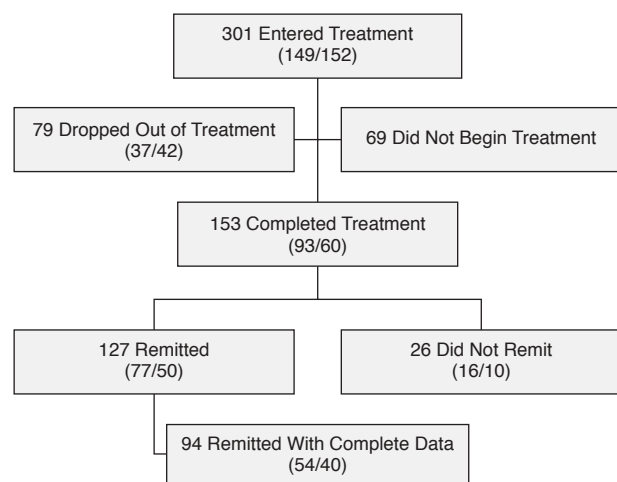 301 Entered Treatment
(149/152)
79 Dropped Out of Treatment
(37/42)
69 Did Not Begin Treatment
153 Completed Treatment
(93/60)
127 Remitted
(77/50)
26 Did Not Remit
(16/10)
94 Remitted With Complete Data
(54/40)